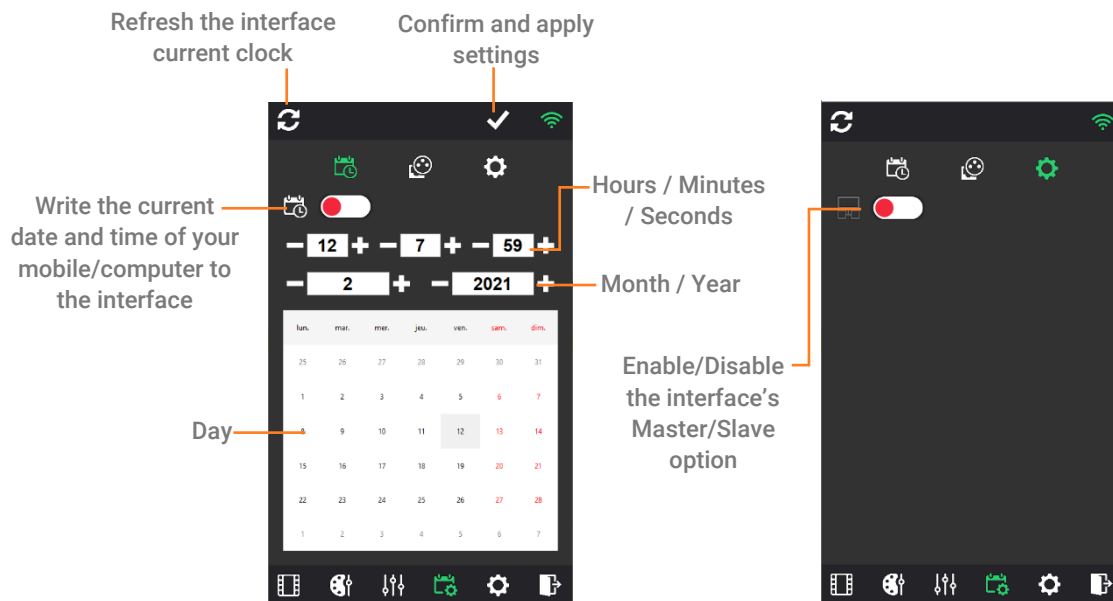 Refresh the interface
current clock
Confirm and apply
settings
Write the current
date and time of your
mobile/computer to
the interface
Hours / Minutes
/ Seconds
12 7 59
Month / Year
2 2021
lun. mar. mer. jeu. ven. sam. dim.
25 26 27 28 29 30 31
1 2 3 4 5 6 7
Day
8 9 10 11 12 13 14
15 16 17 18 19 20 21
22 23 24 25 26 27 28
1 2 3 4 5 6 7
Enable/Disable
the interface's
Master/Slave
option